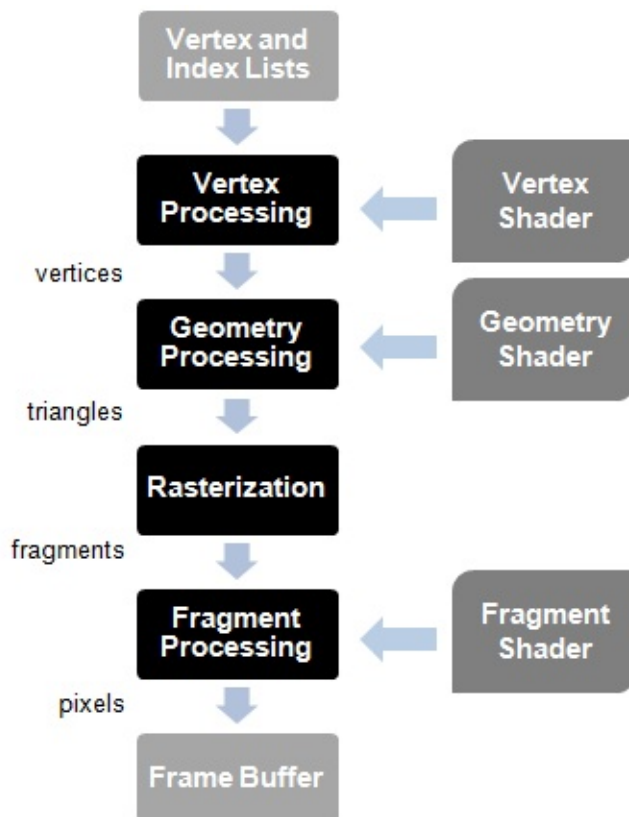 Vertex and
Index Lists
Vertex
Processing
Vertex
Shader
vertices
Geometry
Processing
Geometry
Shader
triangles
Rasterization
fragments
Fragment
Processing
Fragment
Shader
pixels
Frame Buffer